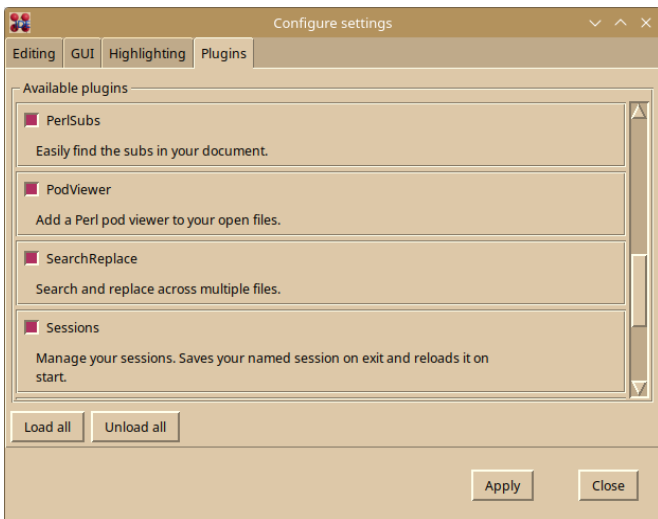 Configure settings
Editing GUI Highlighting Plugins
Available plugins
PerlSubs
Easily find the subs in your document.
PodViewer
Add a Perl pod viewer to your open files.
SearchReplace
Search and replace across multiple files.
Sessions
Manage your sessions. Saves your named session on exit and reloads it on
start.
Load all Unload all
Apply Close